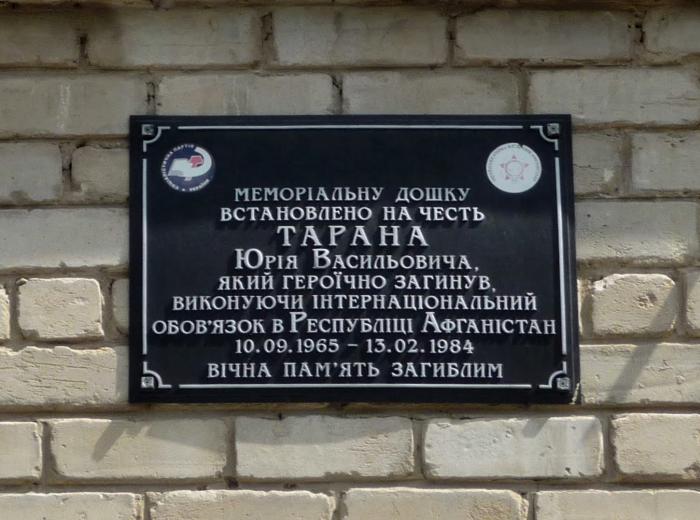 МЕМОРІАЛЬНУ ДОШКУ
ВСТАНОВЛЕНО НА ЧЕСТЬ
ТАРАНА
Юрія Васильовича,
ЯКИЙ ГЕРОЇЧНО ЗАГИНУВ,
ВИКОНУЮЧИ ІНТЕРНАЦІОНАЛЬНИЙ
ОБОВ'ЯЗОК В Республіці Афганістан
10.09.1965 – 13.02.1984
ВІЧНА ПАМ'ЯТЬ ЗАГИБЛИМ